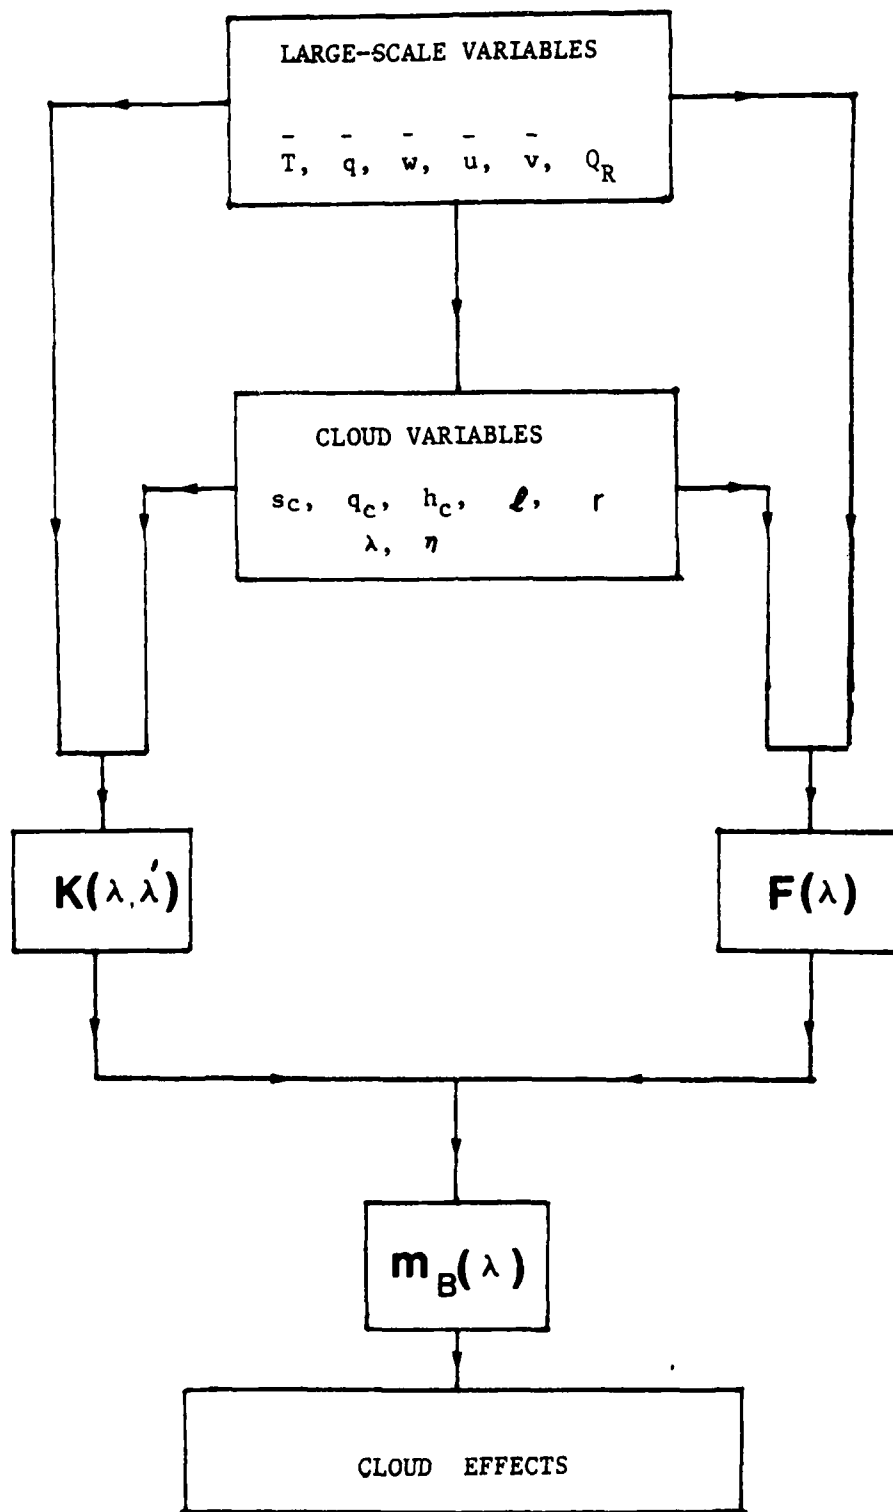 LARGE-SCALE VARIABLES
T̄, q̄, w̄, ū, v̄, Q_R
CLOUD VARIABLES
s_c, q_c, h_c, ℓ, r
λ, η
K(λ,λ′)
F(λ)
m_B(λ)
CLOUD EFFECTS